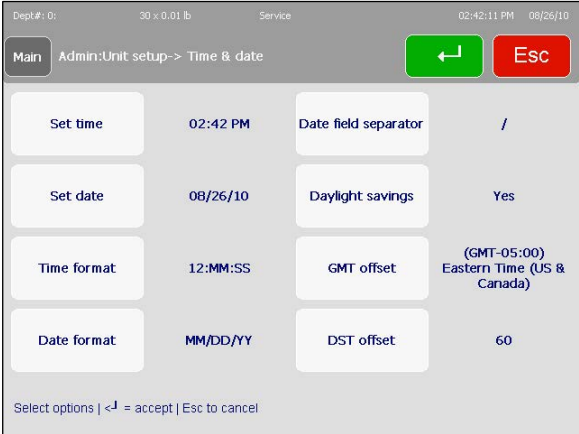 Dept#: 0: 30 x 0.01 lb Service 02:42:11 PM 08/26/10
Main Admin:Unit setup-> Time & date Esc
Set time 02:42 PM Date field separator /
Set date 08/26/10 Daylight savings Yes
Time format 12:MM:SS GMT offset (GMT-05:00)
Eastern Time (US &
Canada)
Date format MM/DD/YY DST offset 60
Select options | <┘ = accept | Esc to cancel